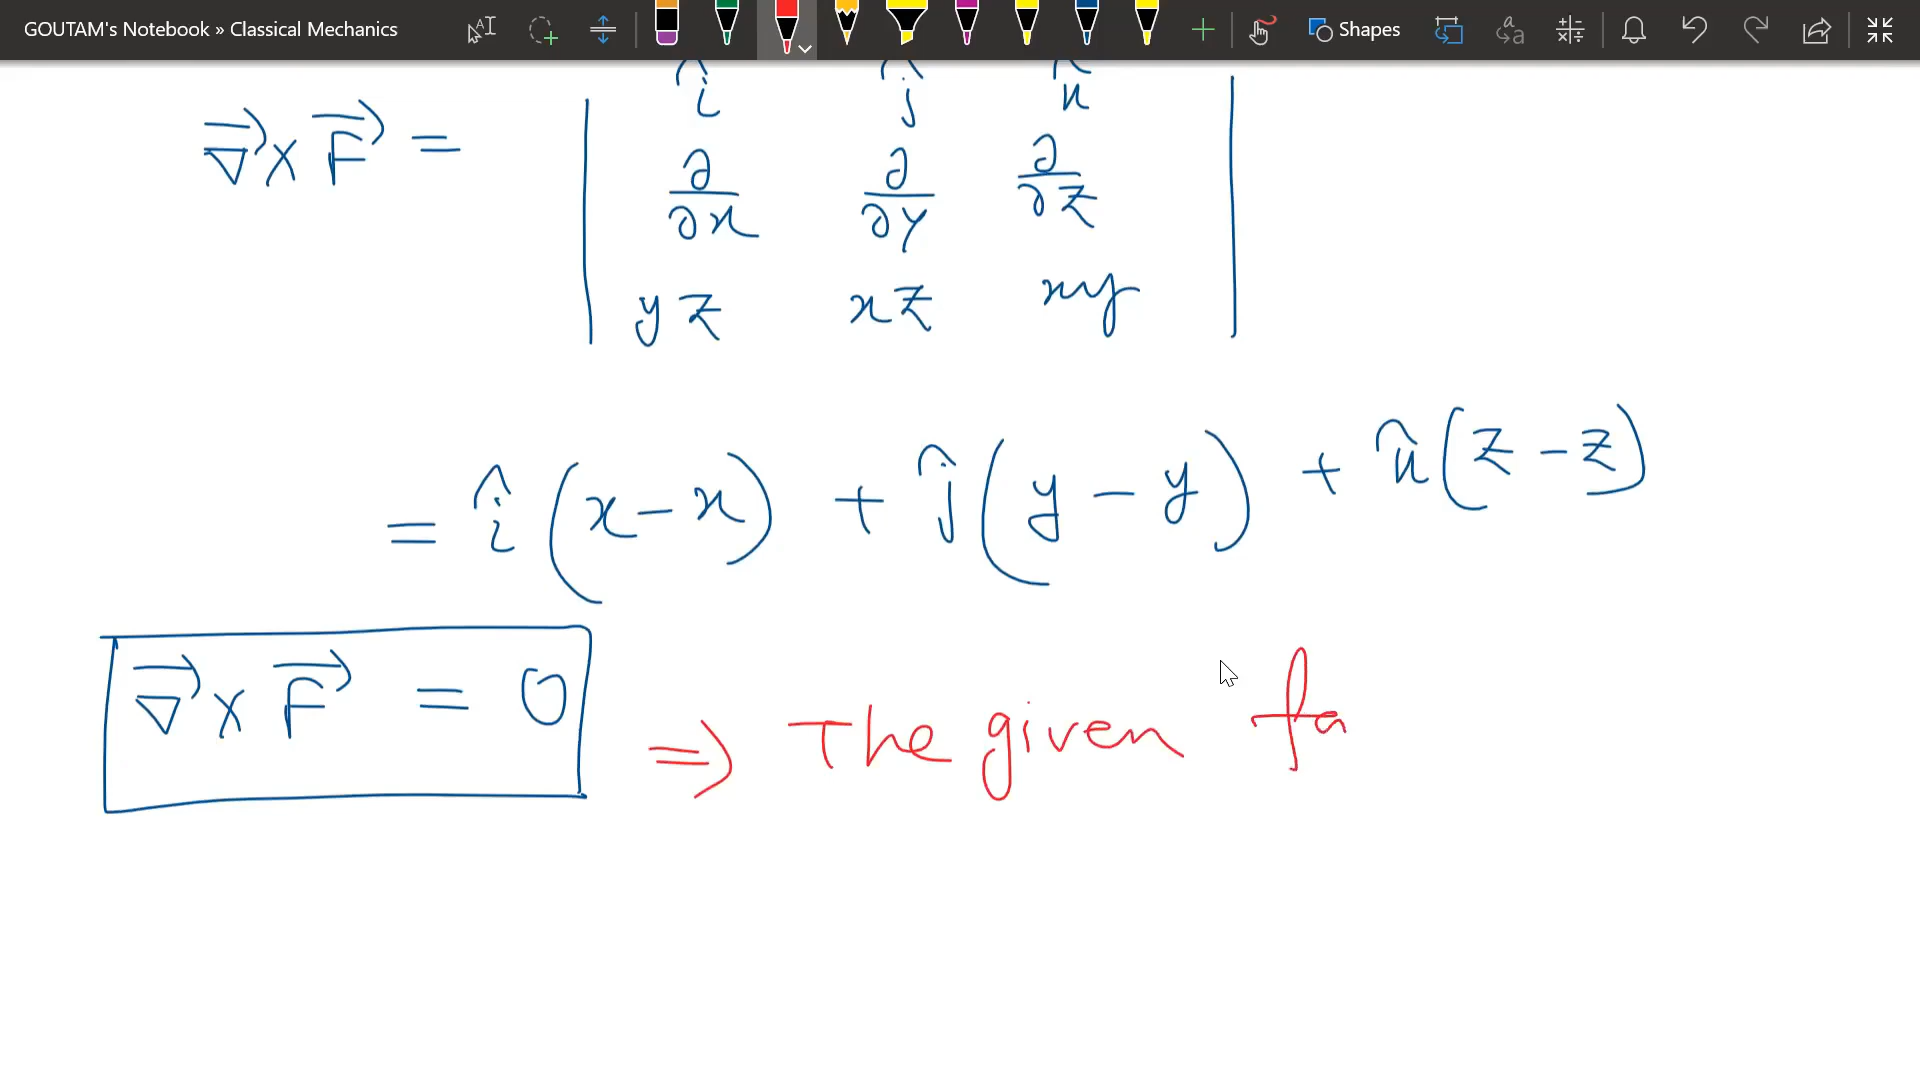 GOUTAM's Notebook » Classical Mechanics
Shapes
î ĵ k̂
∇⃗ x F⃗ =
∂/∂x ∂/∂y ∂/∂z
yz xz xy
= î (x - x) + ĵ (y - y) + k̂ (z - z)
∇⃗ x F⃗ = 0 ⇒ The given fo